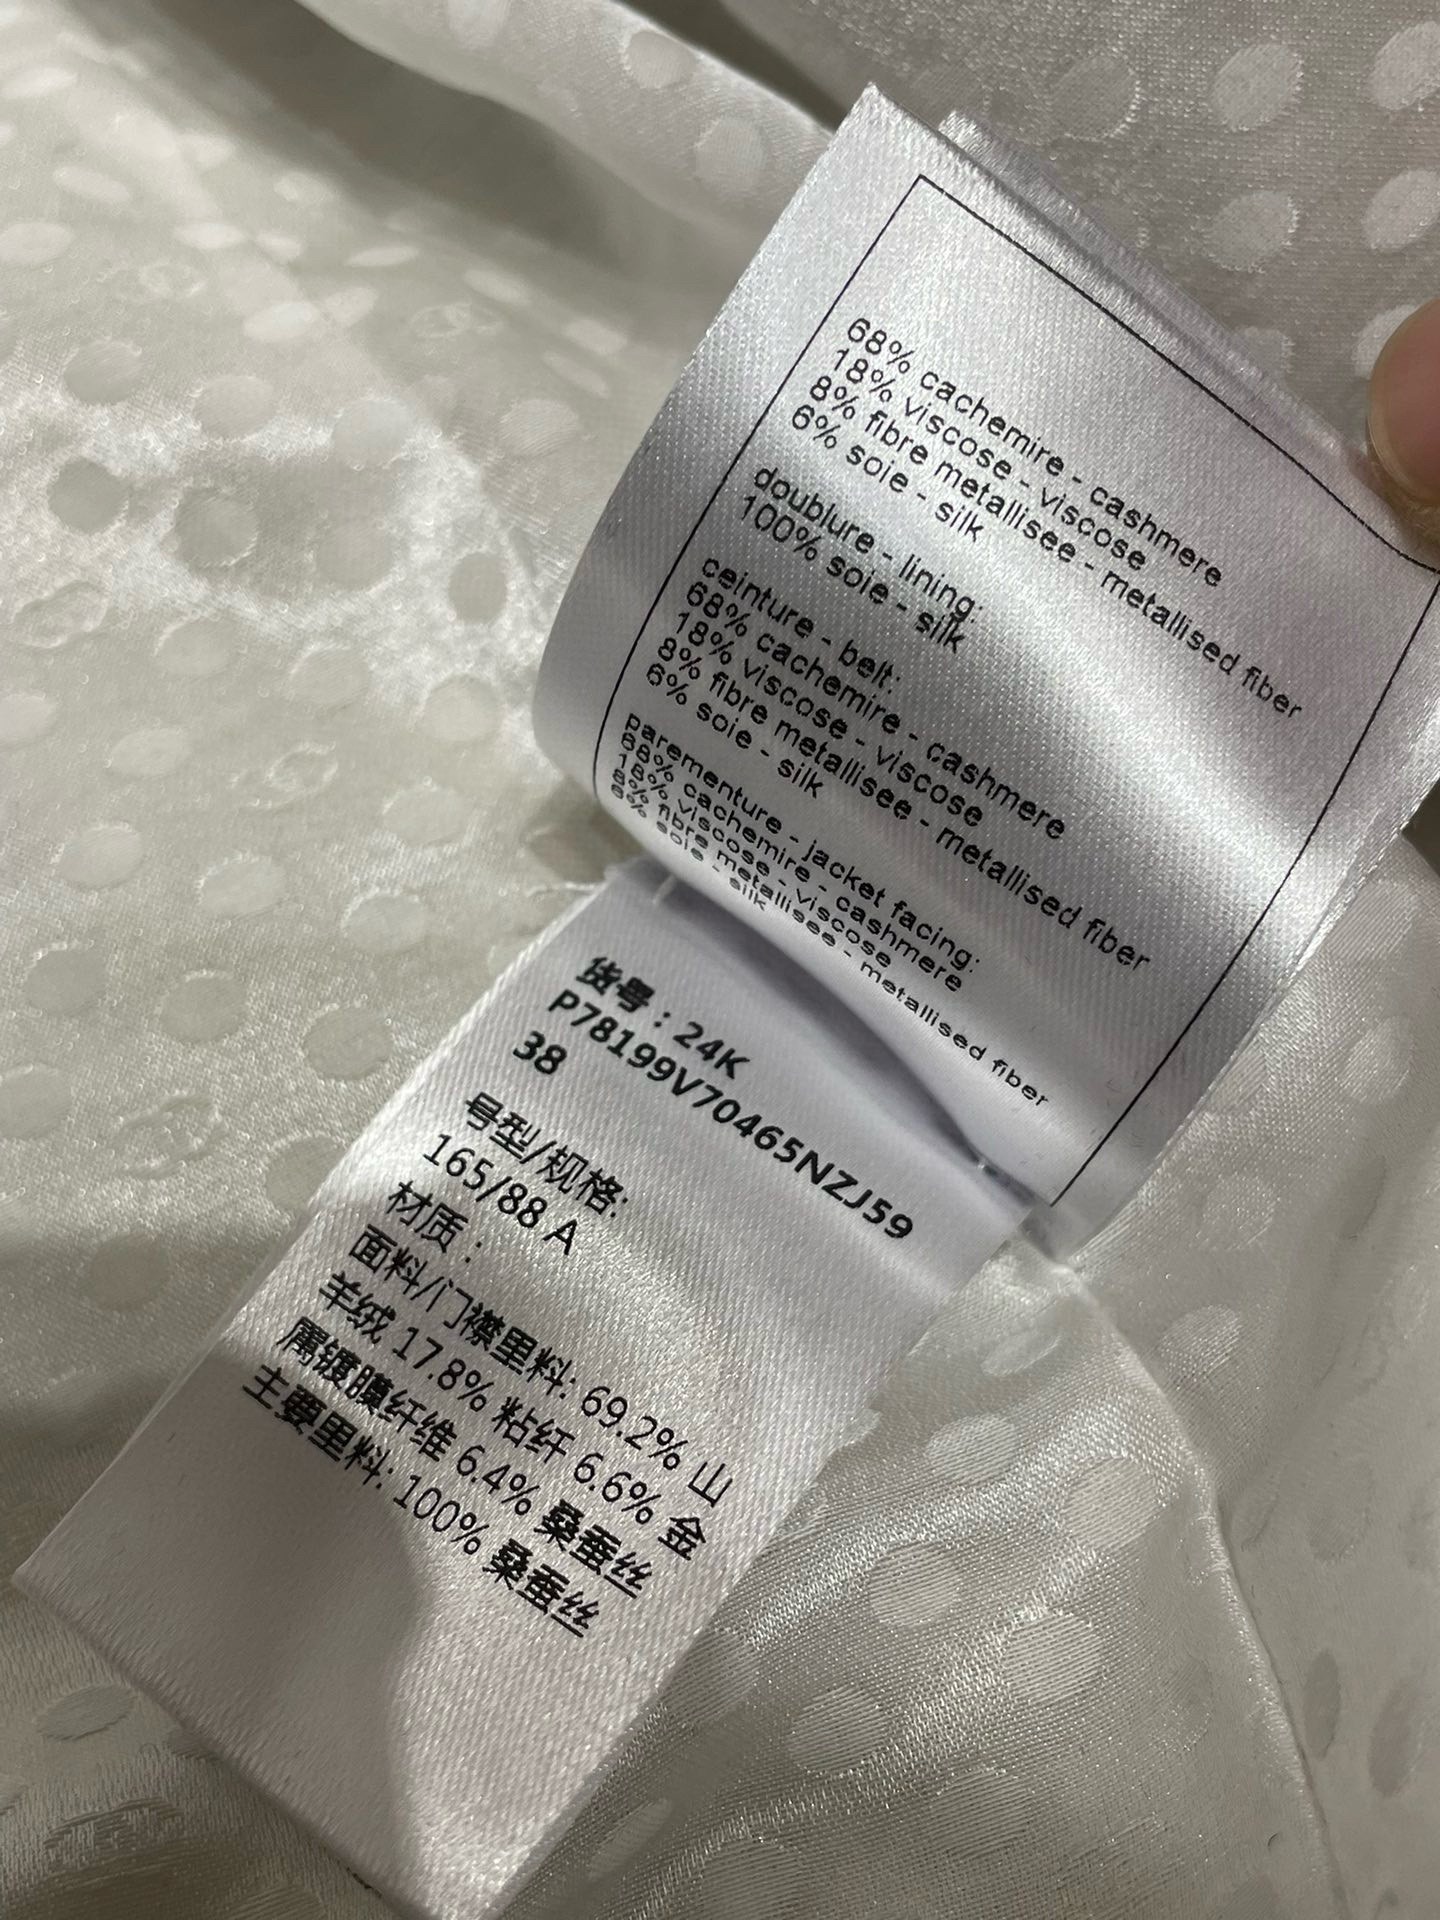 68% cachemire - cashmere
18% viscose - viscose
8% fibre metallisee - metallised fiber
6% soie - silk
doublure - lining:
100% soie - silk
ceinture - belt:
68% cachemire - cashmere
18% viscose - viscose
8% fibre metallisee - metallised fiber
6% soie - silk
parementure - jacket facing:
68% cachemire - cashmere
18% viscose - viscose
8% fibre metallisee - metallised fiber
6% soie - silk
货号：24K
P78199V70465NZJ59
38
号型/规格:
165/88 A
材质：
面料/门襟里料: 69.2% 山
羊绒 17.8% 粘纤 6.6% 金
属镀膜纤维 6.4% 桑蚕丝
主要里料: 100% 桑蚕丝